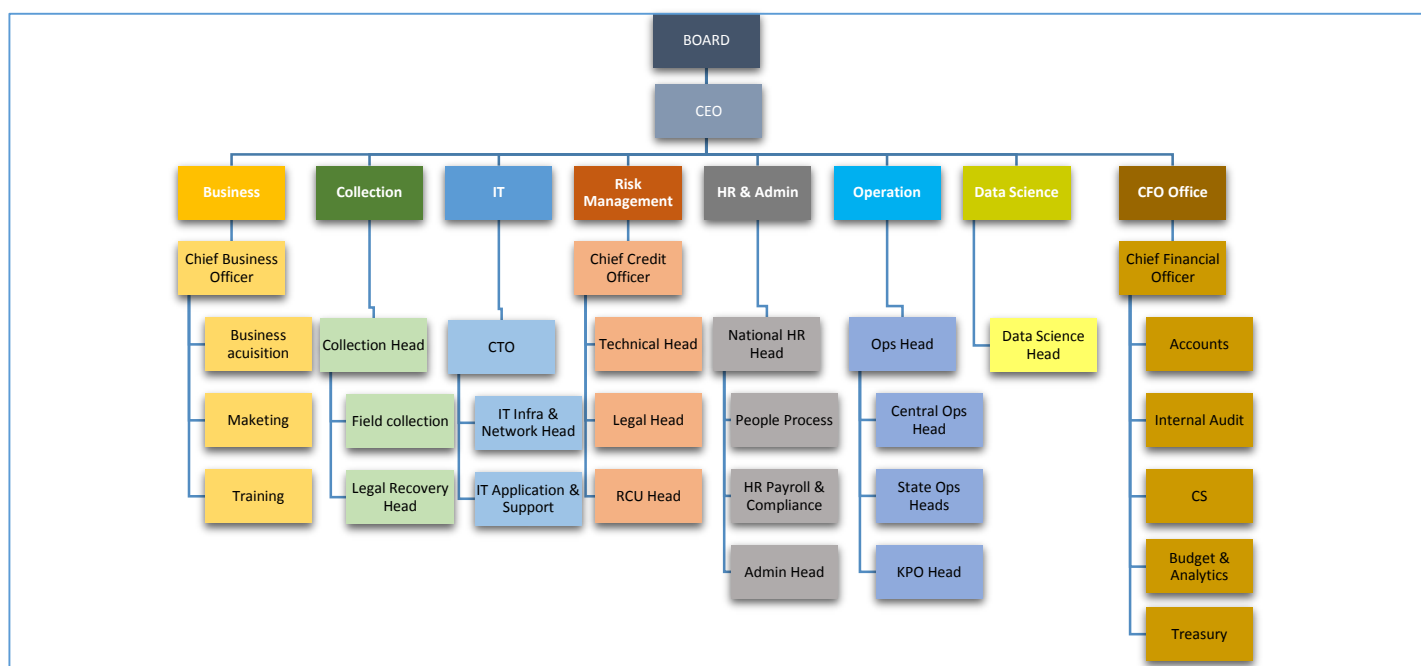 BOARD
CEO
Business
Collection
IT
Risk
Management
HR & Admin
Operation
Data Science
CFO Office
Chief Business
Officer
Chief Credit
Officer
Chief Financial
Officer
Business
acuisition
Collection Head
CTO
Technical Head
National HR
Head
Ops Head
Data Science
Head
Accounts
Maketing
Field collection
IT Infra &
Network Head
Legal Head
People Process
Central Ops
Head
Internal Audit
Training
Legal Recovery
Head
IT Application &
Support
RCU Head
HR Payroll &
Compliance
State Ops
Heads
CS
Admin Head
KPO Head
Budget &
Analytics
Treasury